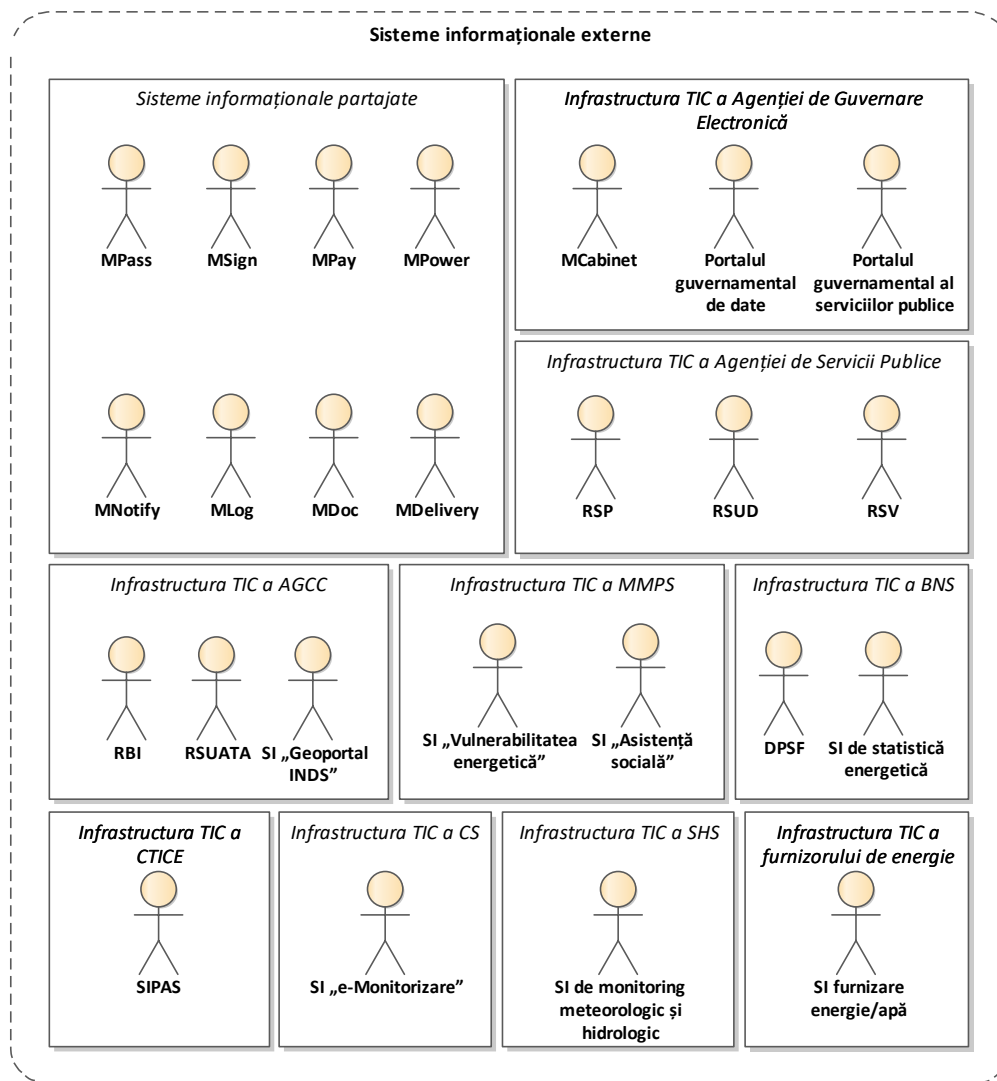 Sisteme informaționale externe
Sisteme informaționale partajate
MPass
MSign
MPay
MPower
MNotify
MLog
MDoc
MDelivery
Infrastructura TIC a Agenției de Guvernare
Electronică
MCabinet
Portalul
guvernamental
de date
Portalul
guvernamental al
serviciilor publice
Infrastructura TIC a Agenției de Servicii Publice
RSP
RSUD
RSV
Infrastructura TIC a AGCC
RBI
RSUATA
SI „Geoportal
INDS”
Infrastructura TIC a MMPS
SI „Vulnerabilitatea
energetică”
SI „Asistență
socială”
Infrastructura TIC a BNS
DPSF
SI de statistică
energetică
Infrastructura TIC a
CTICE
SIPAS
Infrastructura TIC a CS
SI „e-Monitorizare”
Infrastructura TIC a SHS
SI de monitoring
meteorologic și
hidrologic
Infrastructura TIC a
furnizorului de energie
SI furnizare
energie/apă